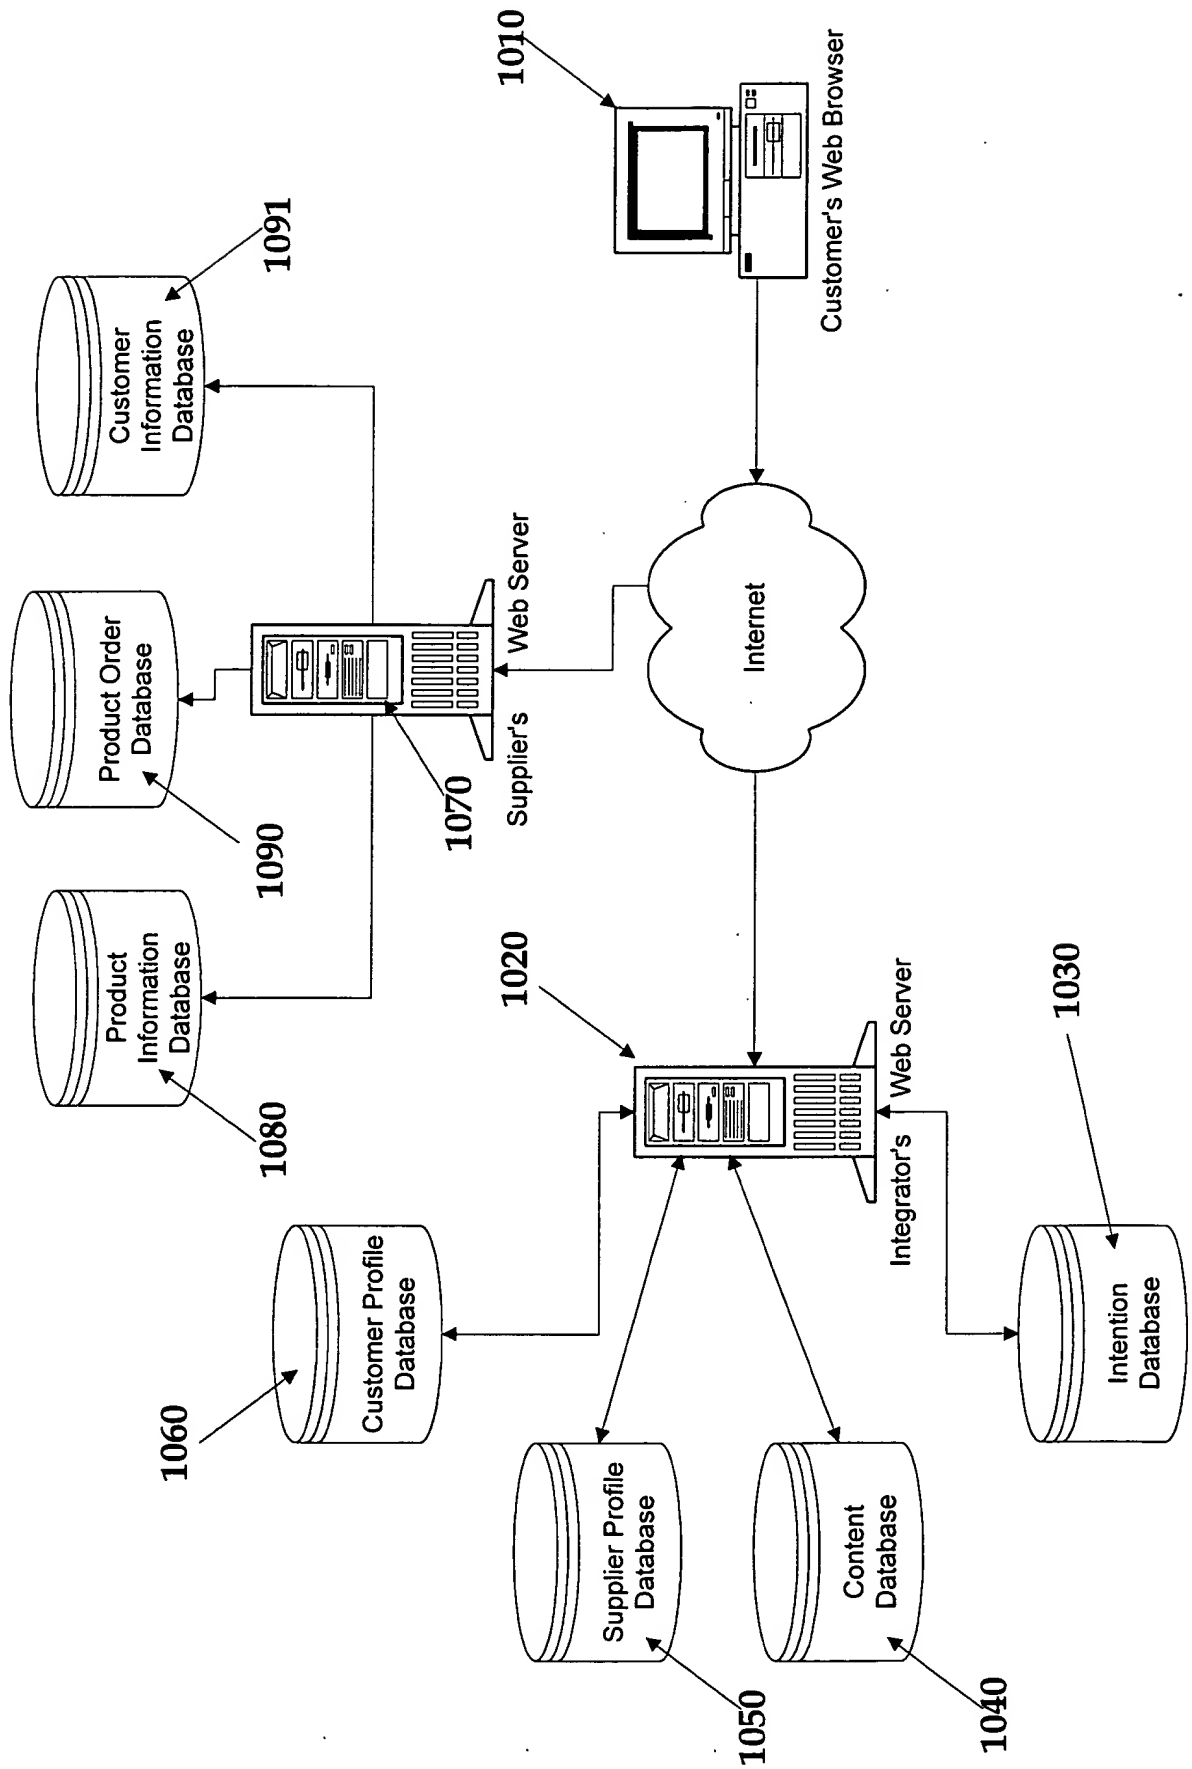 1060
Customer Profile
Database
1050
Supplier Profile
Database
1040
Content
Database
1030
Intention
Database
1020
Integrator's Web Server
1080
Product
Information
Database
1090
Product Order
Database
1091
Customer
Information
Database
1070
Supplier's Web Server
Internet
1010
Customer's Web Browser